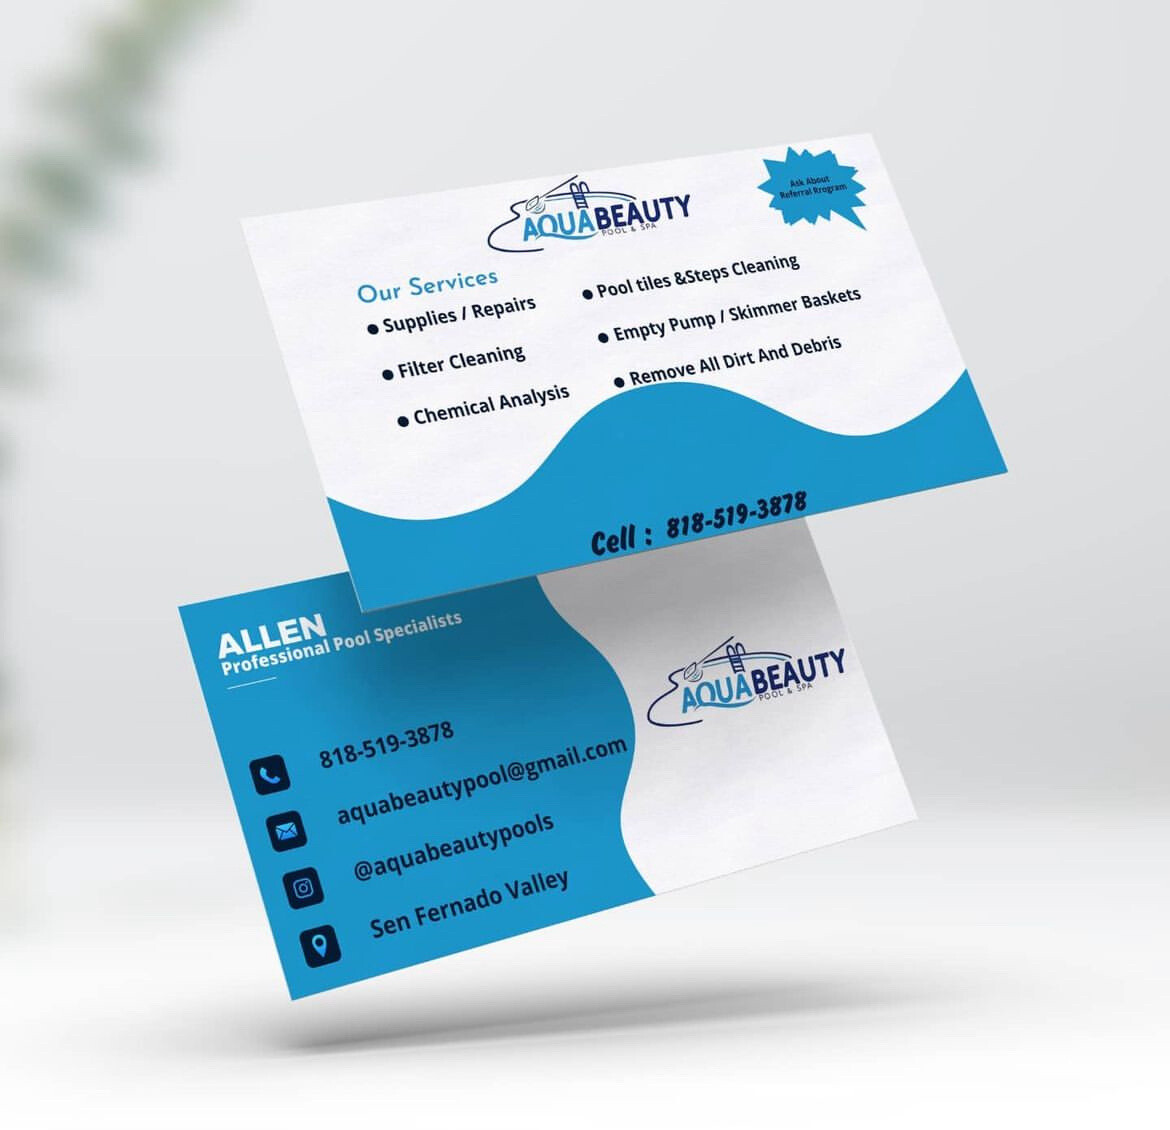 AQUABEAUTY
POOL & SPA
Ask About
Referral Rrogram
Our Services
● Supplies / Repairs
● Filter Cleaning
● Chemical Analysis
● Pool tiles &Steps Cleaning
● Empty Pump / Skimmer Baskets
● Remove All Dirt And Debris
Cell : 818-519-3878
ALLEN
Professional Pool Specialists
818-519-3878
aquabeautypool@gmail.com
@aquabeautypools
Sen Fernado Valley
AQUABEAUTY
POOL & SPA